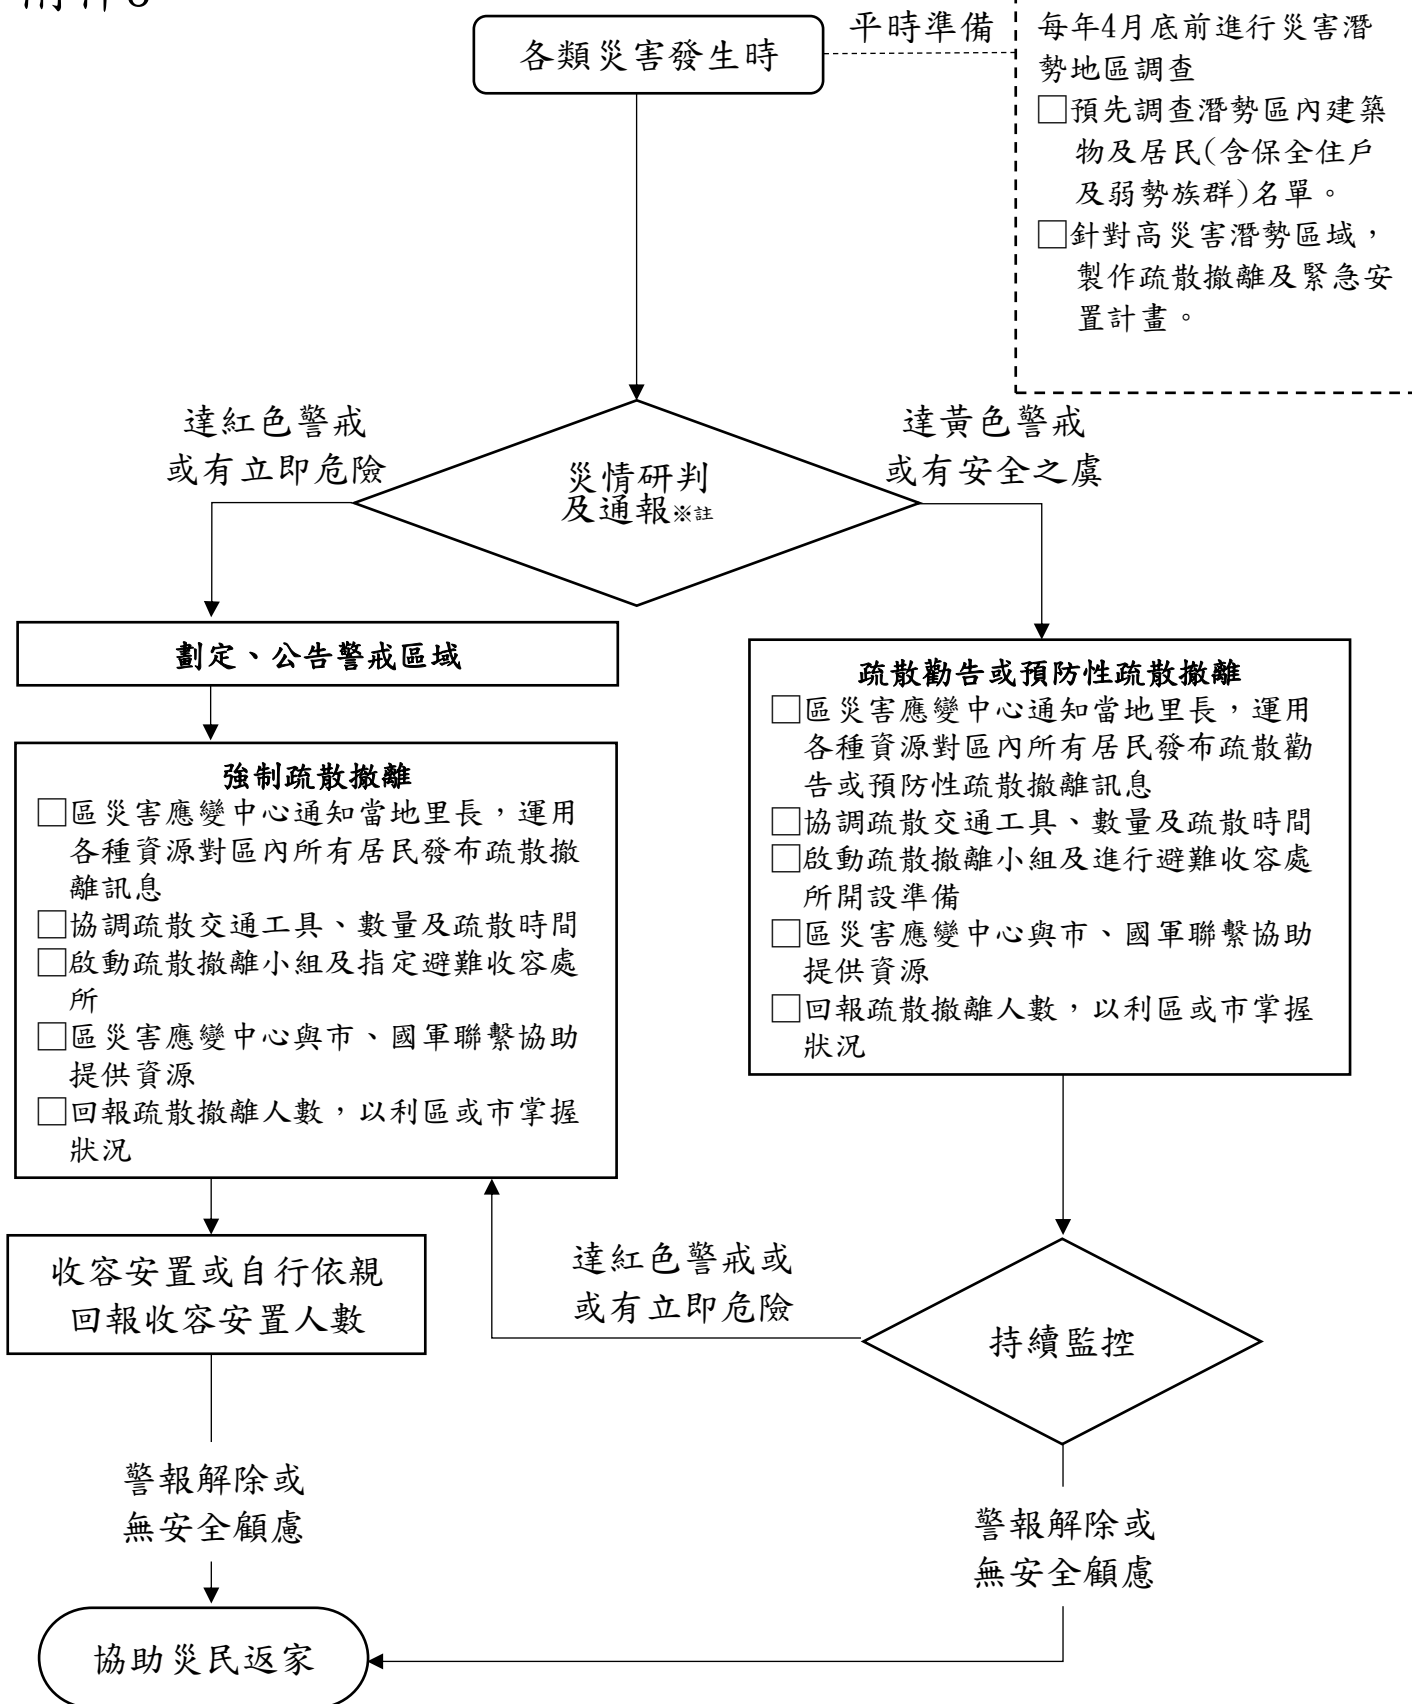 各類災害發生時
平時準備
每年4月底前進行災害潛
勢地區調查
□預先調查潛勢區內建築
物及居民(含保全住戶
及弱勢族群)名單。
□針對高災害潛勢區域，
製作疏散撤離及緊急安
置計畫。
達紅色警戒
或有立即危險
災情研判
及通報※註
達黃色警戒
或有安全之虞
劃定、公告警戒區域
強制疏散撤離
□區災害應變中心通知當地里長，運用
各種資源對區內所有居民發布疏散撤
離訊息
□協調疏散交通工具、數量及疏散時間
□啟動疏散撤離小組及指定避難收容處
所
□區災害應變中心與市、國軍聯繫協助
提供資源
□回報疏散撤離人數，以利區或市掌握
狀況
疏散勸告或預防性疏散撤離
□區災害應變中心通知當地里長，運用
各種資源對區內所有居民發布疏散勸
告或預防性疏散撤離訊息
□協調疏散交通工具、數量及疏散時間
□啟動疏散撤離小組及進行避難收容處
所開設準備
□區災害應變中心與市、國軍聯繫協助
提供資源
□回報疏散撤離人數，以利區或市掌握
狀況
收容安置或自行依親
回報收容安置人數
達紅色警戒或
或有立即危險
持續監控
警報解除或
無安全顧慮
警報解除或
無安全顧慮
協助災民返家